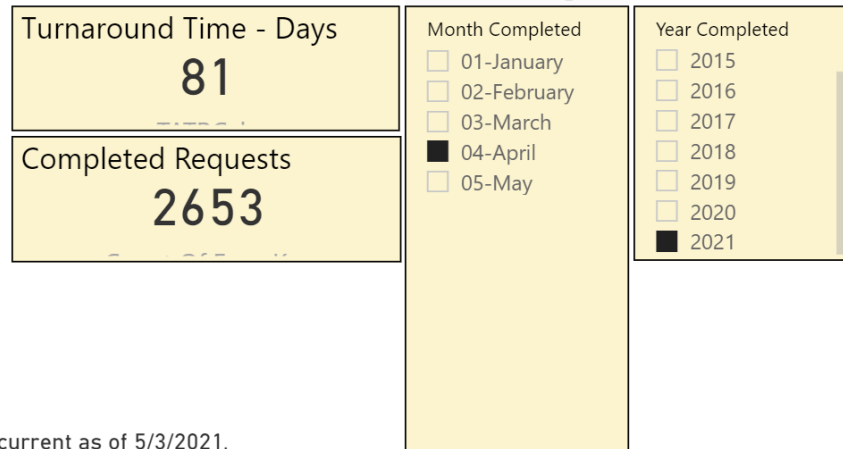 Turnaround Time - Days
81
Completed Requests
2653
Month Completed
01-January
02-February
03-March
04-April
05-May
Year Completed
2015
2016
2017
2018
2019
2020
2021
current as of 5/3/2021.